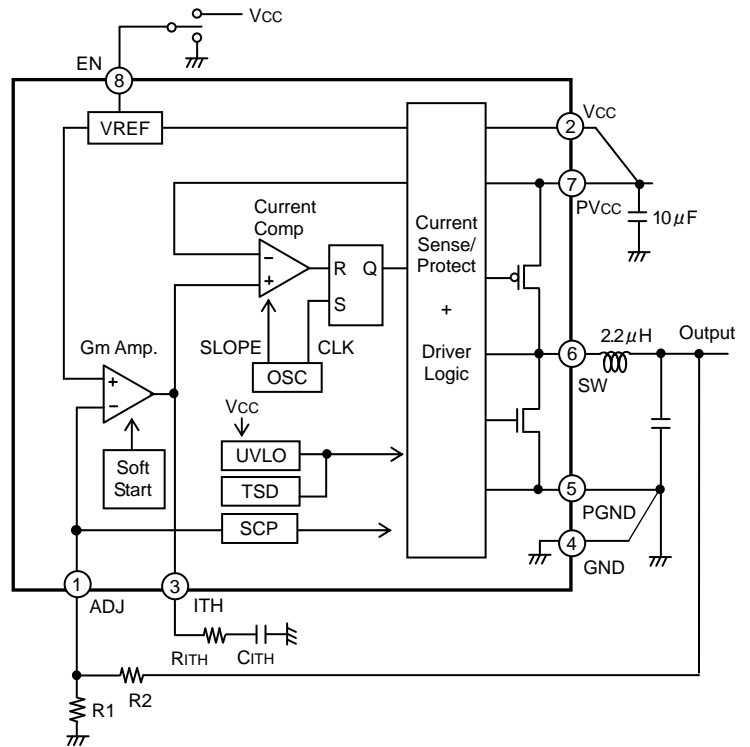 VCC
EN
8
VREF
VCC
2
7
PVCC
10μF
Current
Comp
Current
Sense/
Protect
+
Driver
Logic
−
+
R Q
S
SLOPE
CLK
OSC
Gm Amp.
+
−
2.2μH
Output
6
SW
VCC
UVLO
TSD
SCP
Soft
Start
5
PGND
4
GND
1
ADJ
3
ITH
RITH
CITH
R2
R1